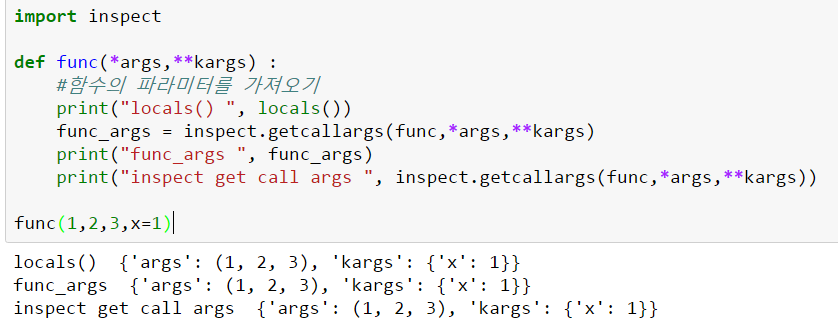 import inspect
def func(*args,**kargs) :
#함수의 파라미터를 가져오기
print("locals() ", locals())
func_args = inspect.getcallargs(func,*args,**kargs)
print("func_args ", func_args)
print("inspect get call args ", inspect.getcallargs(func,*args,**kargs))
func(1,2,3,x=1)
locals()  {'args': (1, 2, 3), 'kargs': {'x': 1}}
func_args  {'args': (1, 2, 3), 'kargs': {'x': 1}}
inspect get call args  {'args': (1, 2, 3), 'kargs': {'x': 1}}